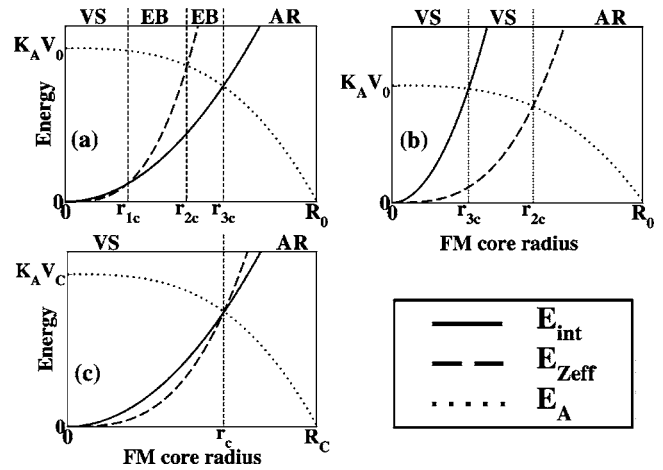 VS EB EB AR
K_A V_0
Energy
(a)
0
0 r_1c r_2c r_3c R_0
VS VS AR
K_A V_0
(b)
0
0 r_3c r_2c R_0
FM core radius
VS AR
K_A V_C
Energy
(c)
0
0 r_c R_C
FM core radius
E_int
E_Zeff
E_A